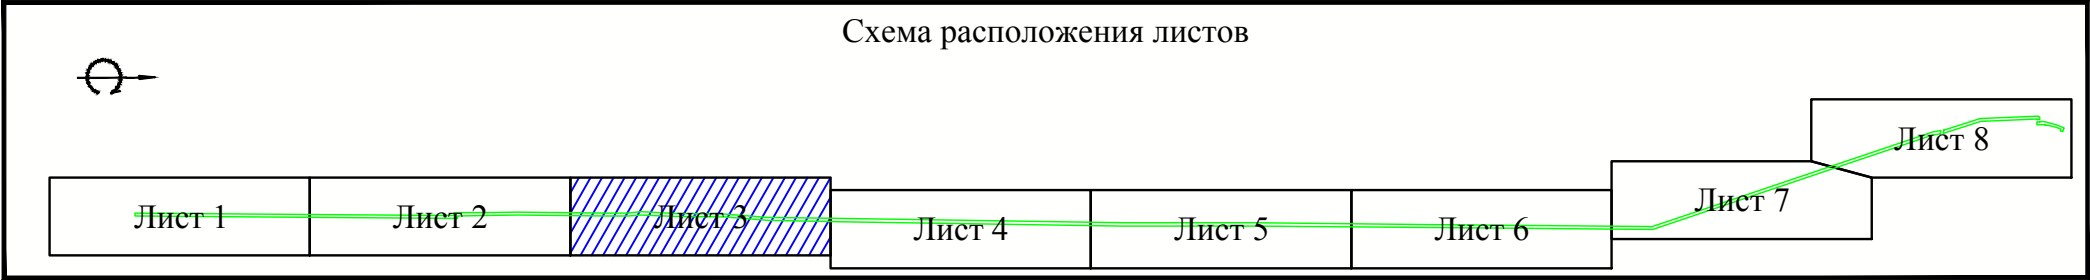 Схема расположения листов
Лист 1
Лист 2
Лист 3
Лист 4
Лист 5
Лист 6
Лист 7
Лист 8